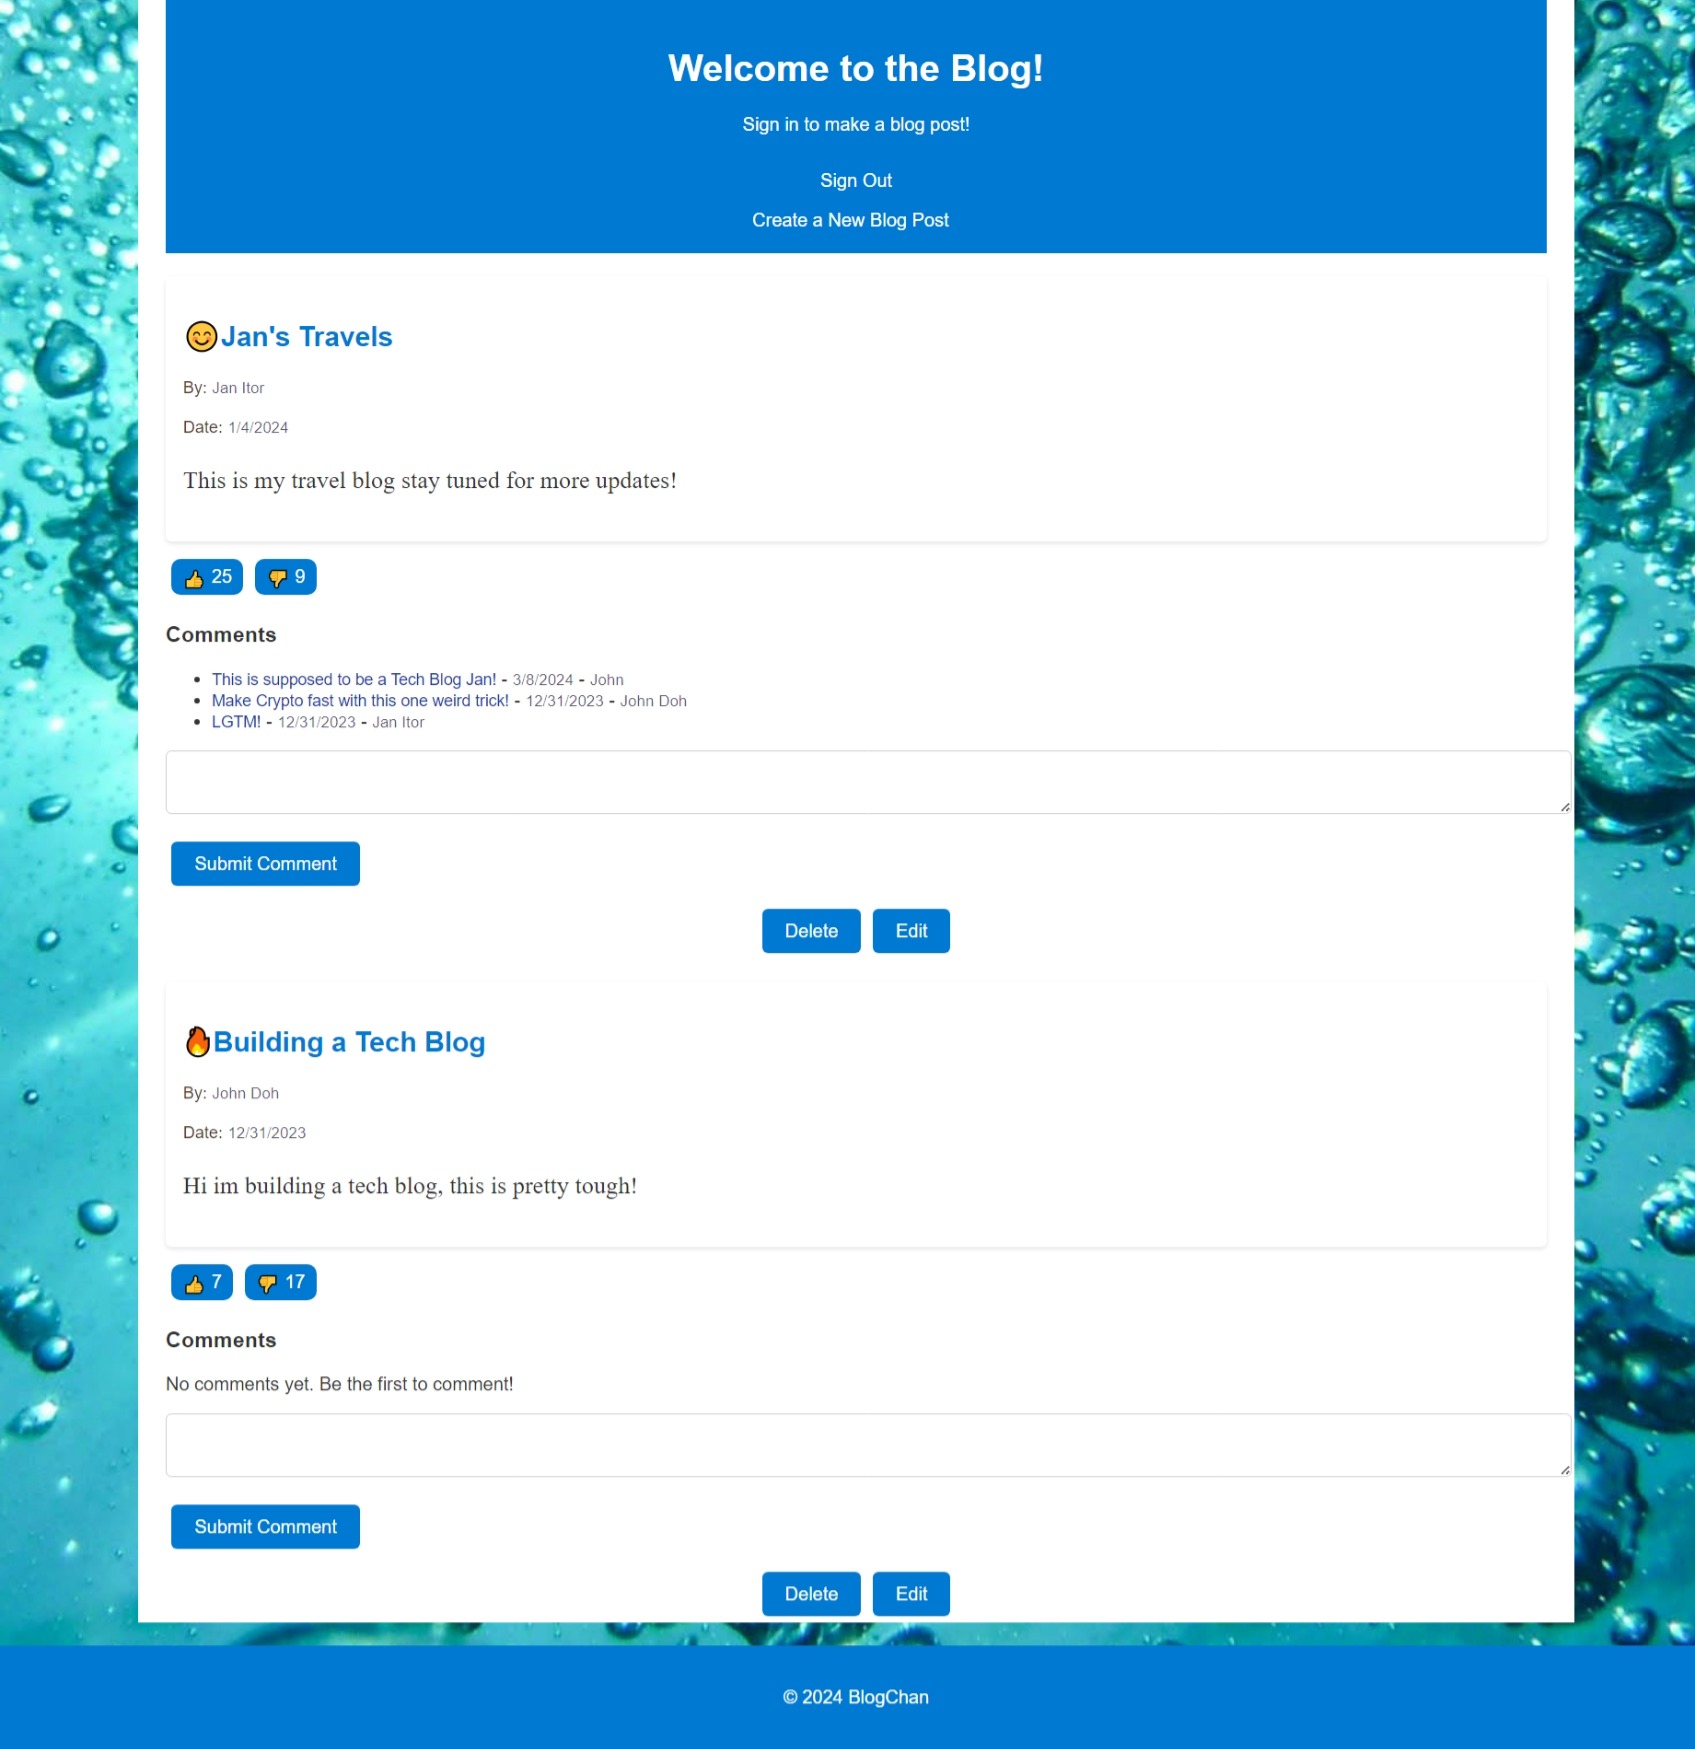 Welcome to the Blog!
Sign in to make a blog post!
Sign Out
Create a New Blog Post
😊Jan's Travels
By: Jan Itor
Date: 1/4/2024
This is my travel blog stay tuned for more updates!
👍 25 👎 9
Comments
• This is supposed to be a Tech Blog Jan! - 3/8/2024 - John
• Make Crypto fast with this one weird trick! - 12/31/2023 - John Doh
• LGTM! - 12/31/2023 - Jan Itor
Submit Comment
Delete Edit
🔥Building a Tech Blog
By: John Doh
Date: 12/31/2023
Hi im building a tech blog, this is pretty tough!
👍 7 👎 17
Comments
No comments yet. Be the first to comment!
Submit Comment
Delete Edit
© 2024 BlogChan